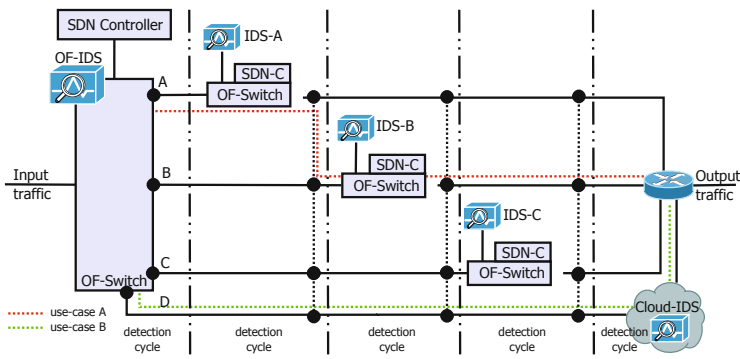 SDN Controller
OF-IDS
IDS-A
SDN-C
OF-Switch
A
IDS-B
SDN-C
OF-Switch
B
Input
traffic
Output
traffic
IDS-C
SDN-C
OF-Switch
C
OF-Switch
D
Cloud-IDS
use-case A
use-case B
detection
cycle
detection
cycle
detection
cycle
detection
cycle
detection
cycle